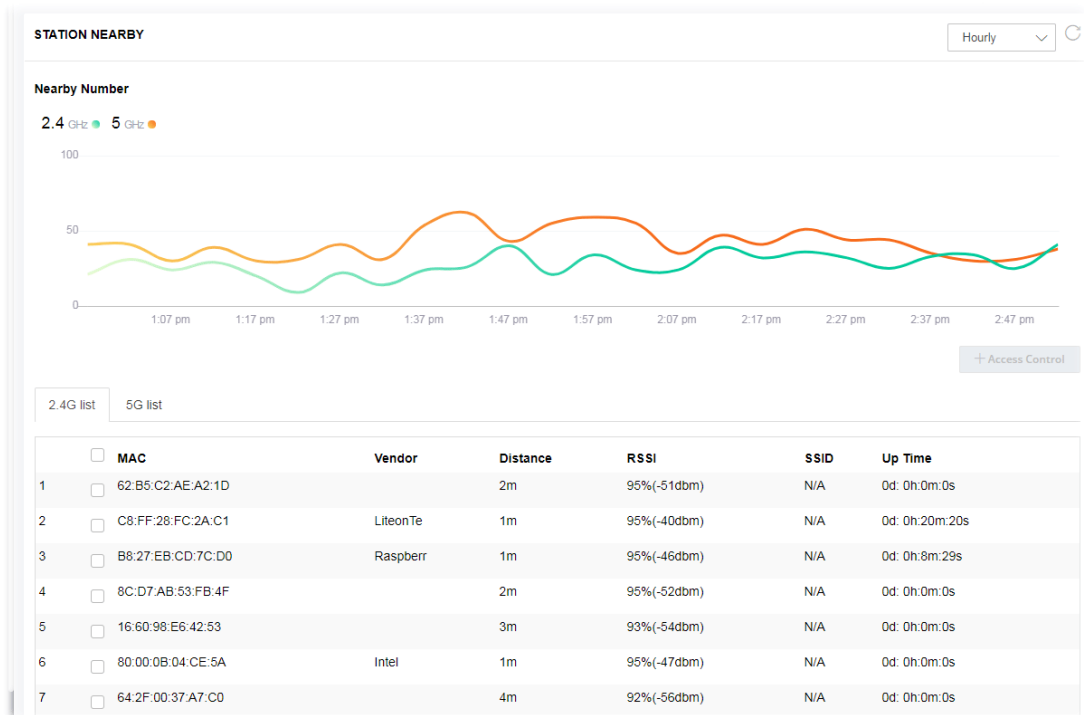 STATION NEARBY
Hourly
Nearby Number
2.4 GHz 5 GHz
100
50
0
1:07 pm 1:17 pm 1:27 pm 1:37 pm 1:47 pm 1:57 pm 2:07 pm 2:17 pm 2:27 pm 2:37 pm 2:47 pm
+ Access Control
2.4G list 5G list
MAC Vendor Distance RSSI SSID Up Time
1 62:B5:C2:AE:A2:1D 2m 95%(-51dbm) N/A 0d: 0h:0m:0s
2 C8:FF:28:FC:2A:C1 LiteonTe 1m 95%(-40dbm) N/A 0d: 0h:20m:20s
3 B8:27:EB:CD:7C:D0 Raspberr 1m 95%(-46dbm) N/A 0d: 0h:8m:29s
4 8C:D7:AB:53:FB:4F 2m 95%(-52dbm) N/A 0d: 0h:0m:0s
5 16:60:98:E6:42:53 3m 93%(-54dbm) N/A 0d: 0h:0m:0s
6 80:00:0B:04:CE:5A Intel 1m 95%(-47dbm) N/A 0d: 0h:0m:0s
7 64:2F:00:37:A7:C0 4m 92%(-56dbm) N/A 0d: 0h:0m:0s